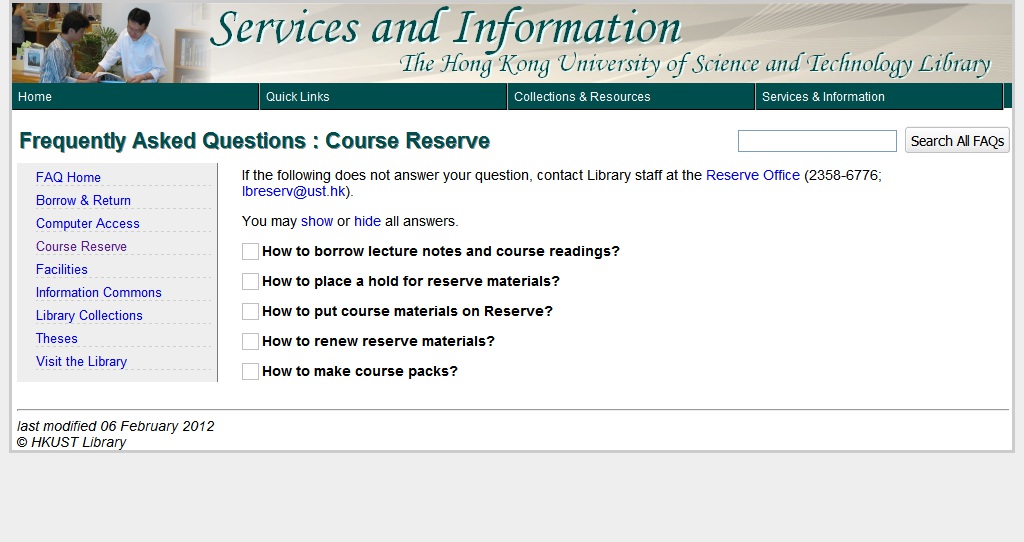 Services and Information
The Hong Kong University of Science and Technology Library
Home
Quick Links
Collections & Resources
Services & Information
Frequently Asked Questions : Course Reserve
Search All FAQs
FAQ Home
Borrow & Return
Computer Access
Course Reserve
Facilities
Information Commons
Library Collections
Theses
Visit the Library
If the following does not answer your question, contact Library staff at the Reserve Office (2358-6776;
lbreserv@ust.hk).
You may show or hide all answers.
How to borrow lecture notes and course readings?
How to place a hold for reserve materials?
How to put course materials on Reserve?
How to renew reserve materials?
How to make course packs?
last modified 06 February 2012
© HKUST Library